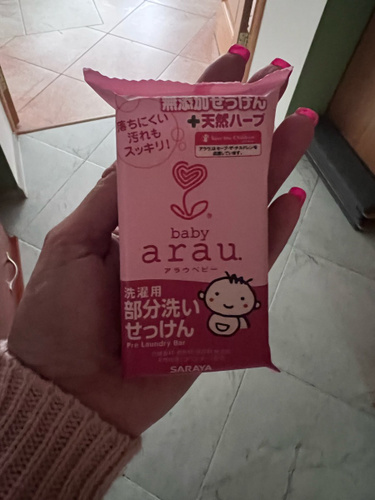 無添加せっけん
+天然ハーブ
落ちにくい
汚れも
スッキリ!
Save the Children
baby
arau.
アラウベビー
洗濯用
部分洗い
せっけん
Pre Laundry Bar
SARAYA